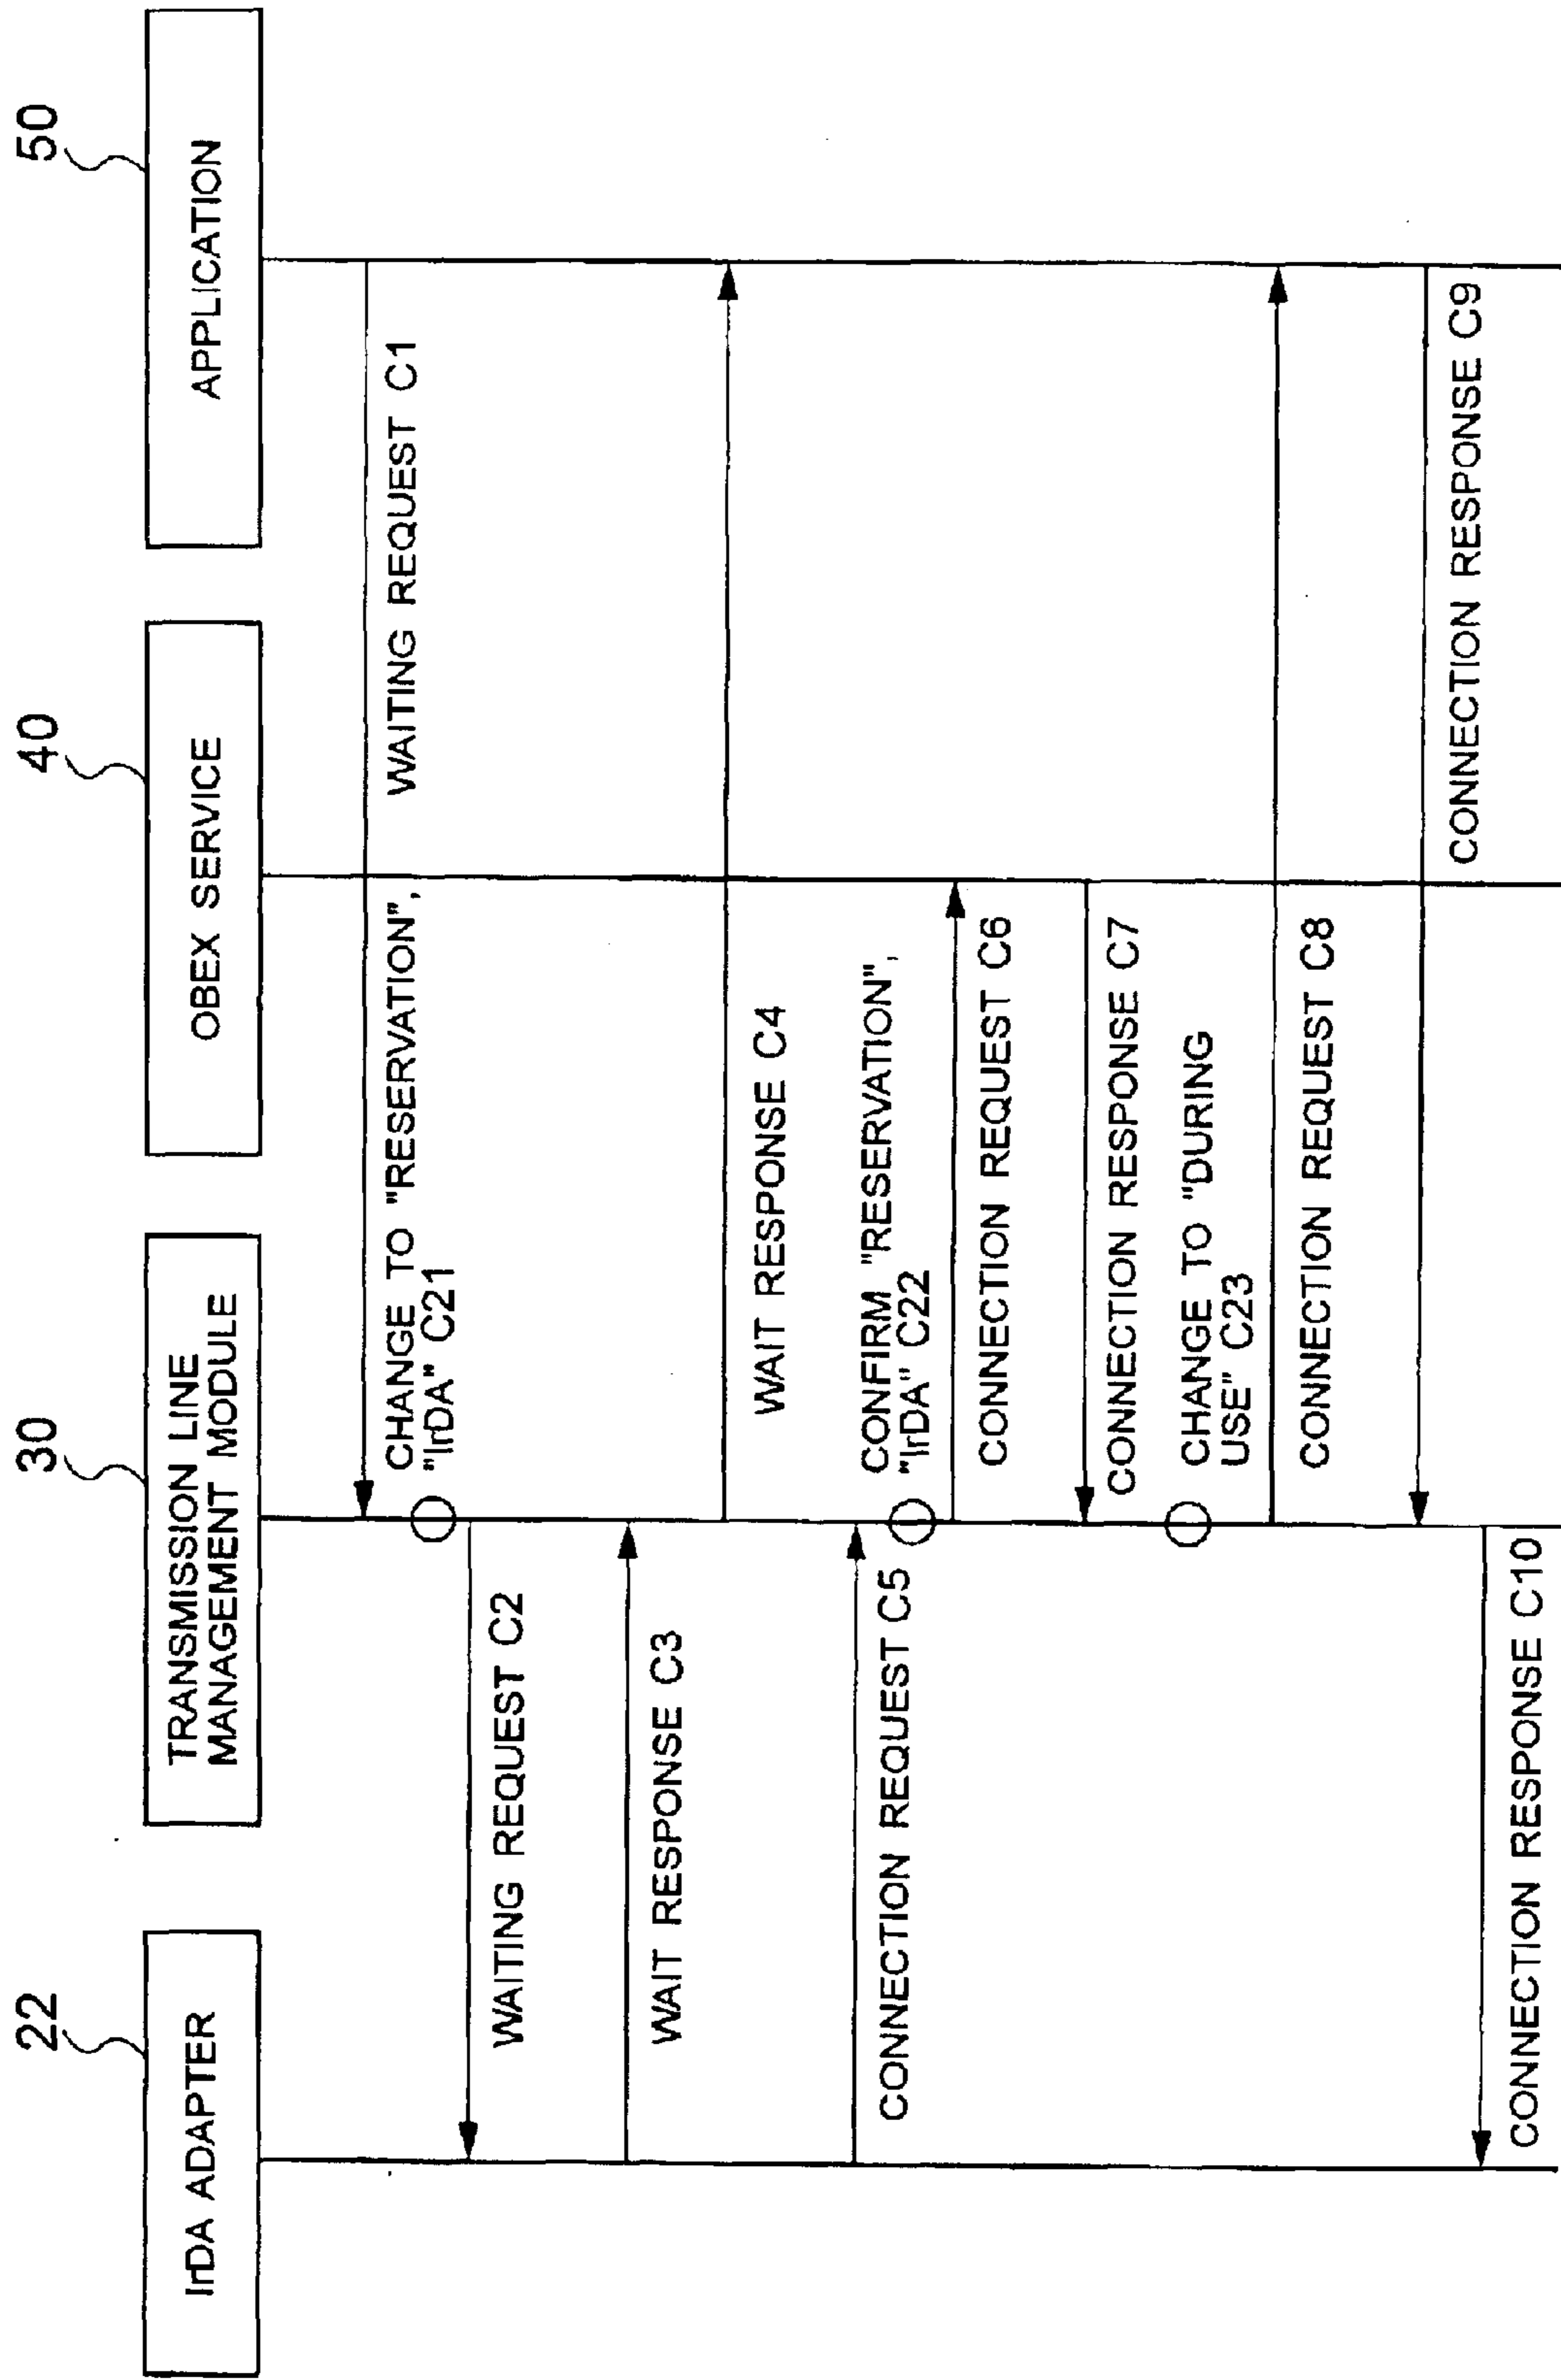 22
IrDA ADAPTER
30
TRANSMISSION LINE
MANAGEMENT MODULE
40
OBEX SERVICE
50
APPLICATION
WAITING REQUEST C1
CHANGE TO "RESERVATION",
"IrDA" C21
WAITING REQUEST C2
WAIT RESPONSE C3
WAIT RESPONSE C4
CONNECTION REQUEST C5
CONFIRM "RESERVATION",
"IrDA" C22
CONNECTION REQUEST C6
CONNECTION RESPONSE C7
CHANGE TO "DURING
USE" C23
CONNECTION REQUEST C8
CONNECTION RESPONSE C9
CONNECTION RESPONSE C10